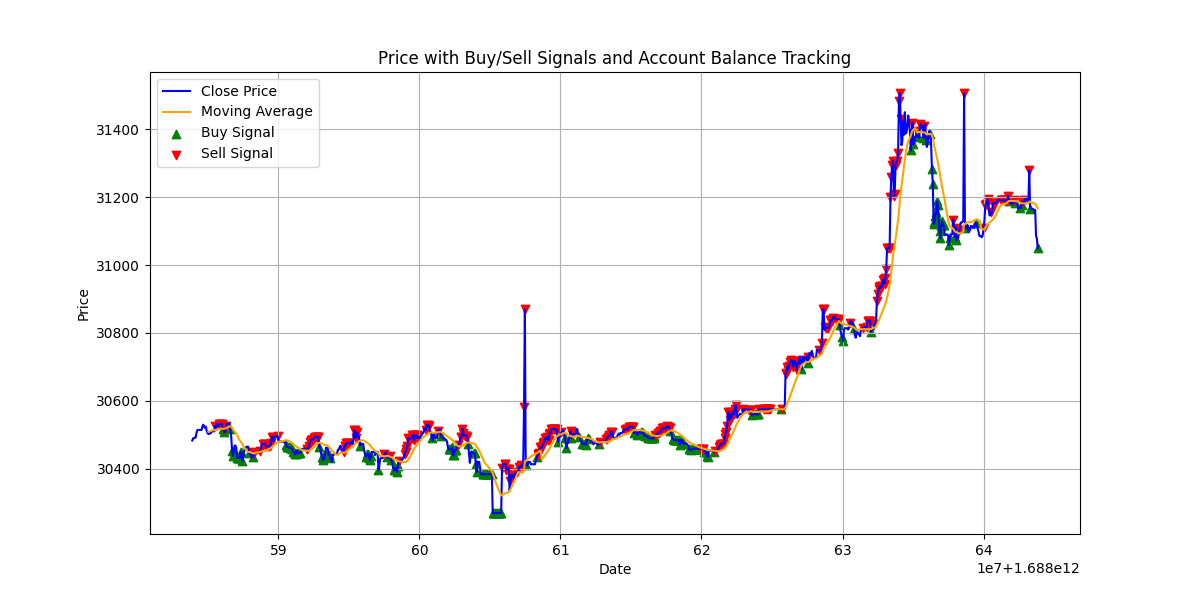 Price with Buy/Sell Signals and Account Balance Tracking
Close Price
Moving Average
Buy Signal
Sell Signal
31400
31200
31000
30800
30600
30400
Price
59 60 61 62 63 64
Date
1e7+1.688e12